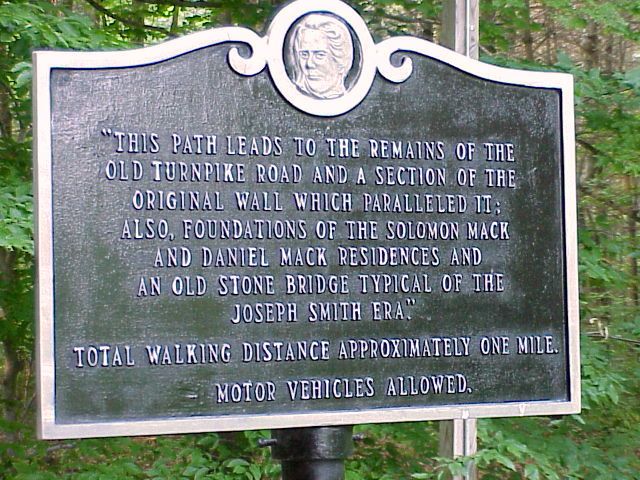 "THIS PATH LEADS TO THE REMAINS OF THE
OLD TURNPIKE ROAD AND A SECTION OF THE
ORIGINAL WALL WHICH PARALLELED IT;
ALSO, FOUNDATIONS OF THE SOLOMON MACK
AND DANIEL MACK RESIDENCES AND
AN OLD STONE BRIDGE TYPICAL OF THE
JOSEPH SMITH ERA."
TOTAL WALKING DISTANCE APPROXIMATELY ONE MILE.
MOTOR VEHICLES ALLOWED.